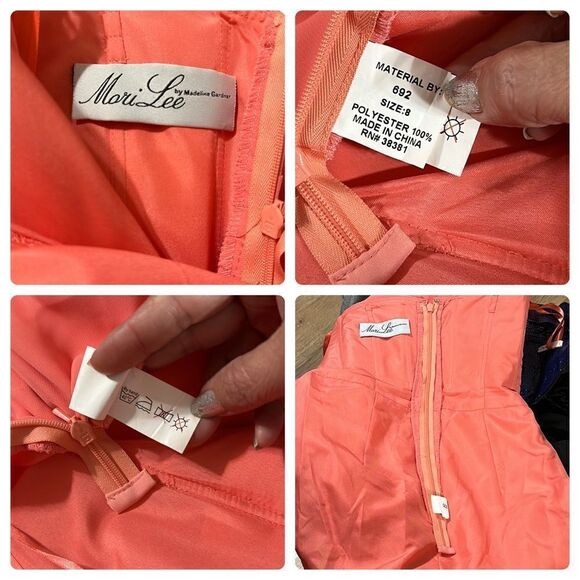 Mori Lee
by Madeline Gardner
MATERIAL BY:
692
SIZE:8
POLYESTER 100%
MADE IN CHINA
RN# 38381
Mori Lee